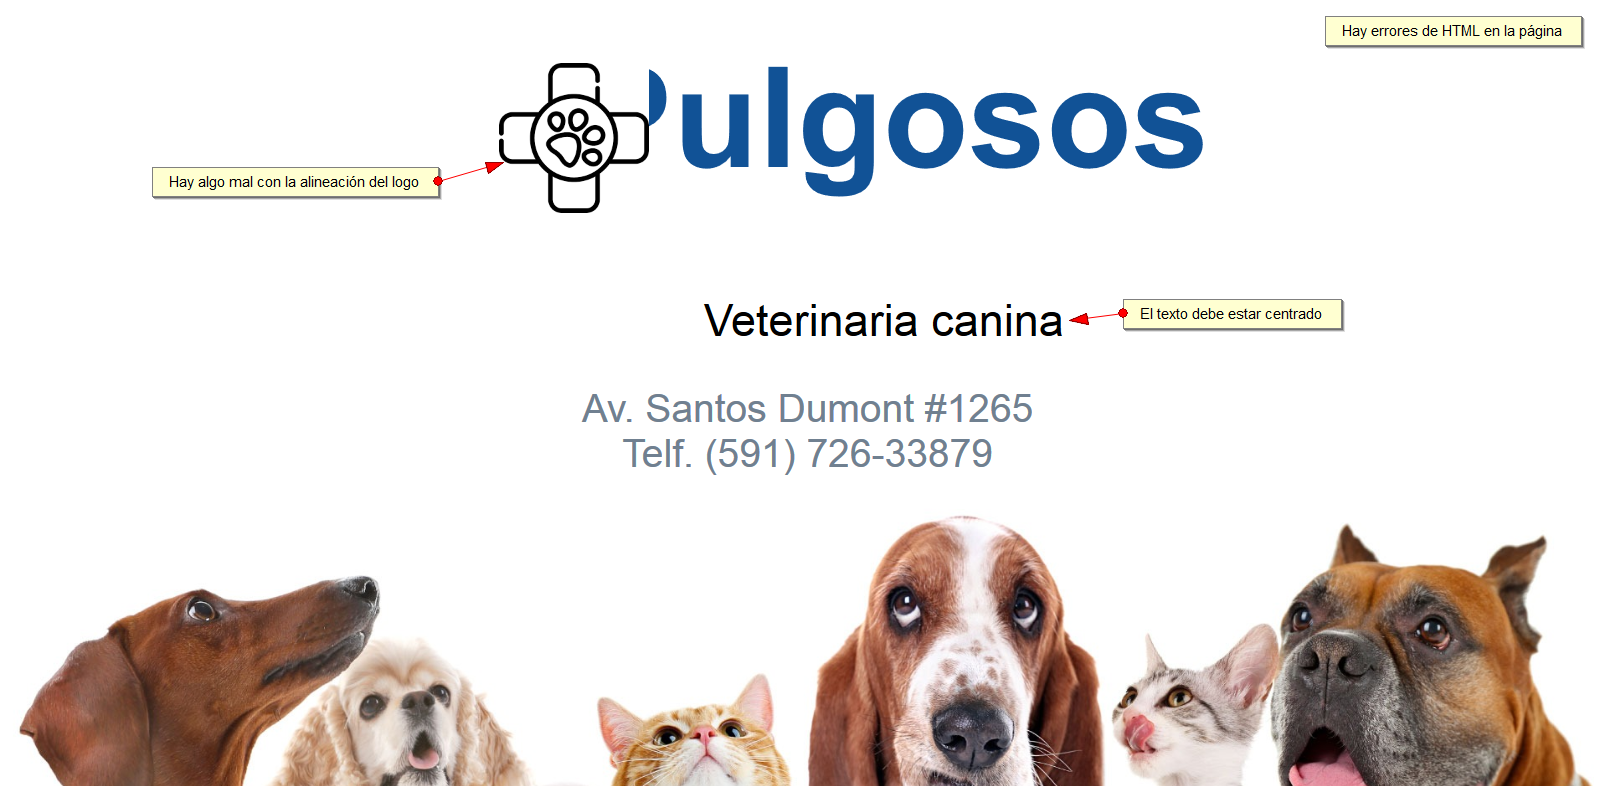 Hay errores de HTML en la página
Pulgosos
Hay algo mal con la alineación del logo
Veterinaria canina
El texto debe estar centrado
Av. Santos Dumont #1265
Telf. (591) 726-33879